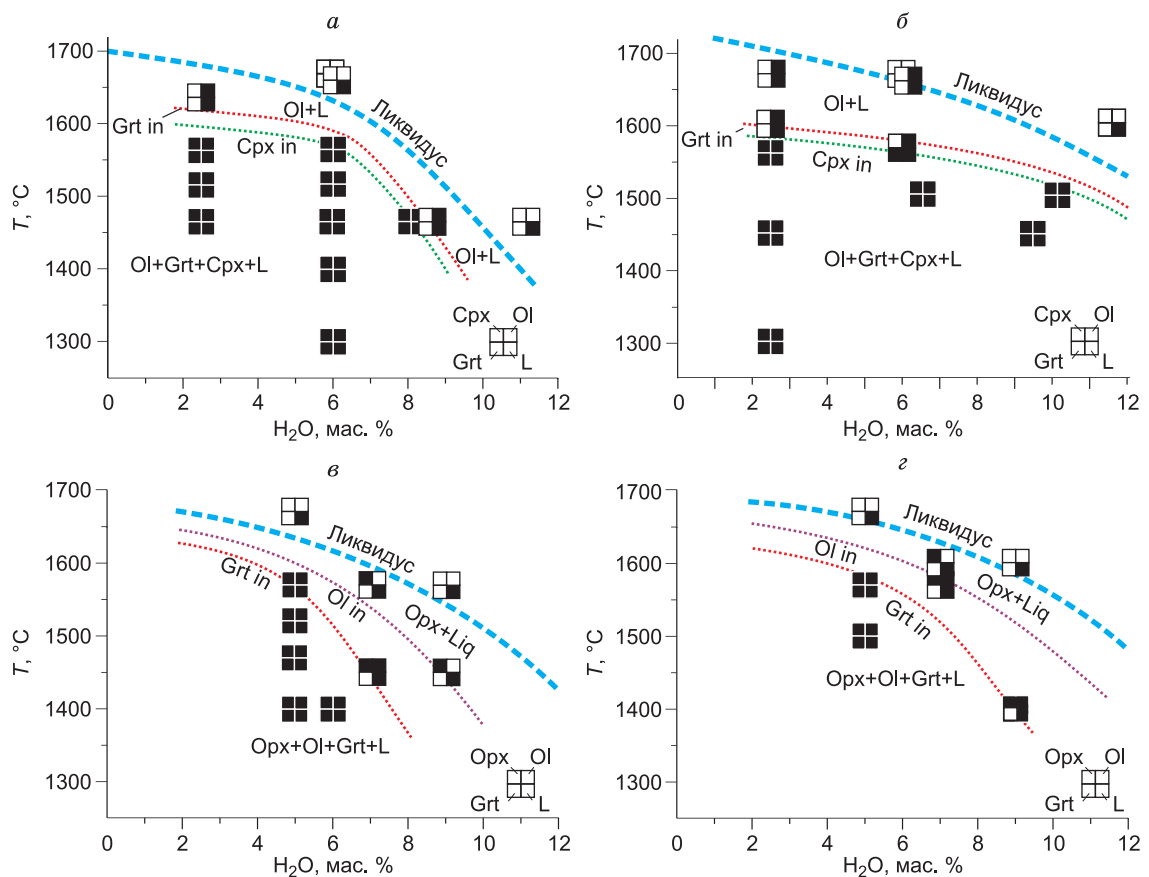 а
1700
1600
1500
1400
1300
T, °C
Ликвидус
Ol+L
Grt in
Cpx in
Ol+Grt+Cpx+L
Ol+L
Cpx Ol
Grt L
0 2 4 6 8 10 12
H₂O, мас. %
б
1700
1600
1500
1400
1300
T, °C
Ликвидус
Ol+L
Grt in
Cpx in
Ol+Grt+Cpx+L
Cpx Ol
Grt L
0 2 4 6 8 10 12
H₂O, мас. %
в
1700
1600
1500
1400
1300
T, °C
Ликвидус
Grt in
Ol in
Opx+Liq
Opx+Ol+Grt+L
Opx Ol
Grt L
0 2 4 6 8 10 12
H₂O, мас. %
г
1700
1600
1500
1400
1300
T, °C
Ликвидус
Ol in
Opx+Liq
Grt in
Opx+Ol+Grt+L
Opx Ol
Grt L
0 2 4 6 8 10 12
H₂O, мас. %